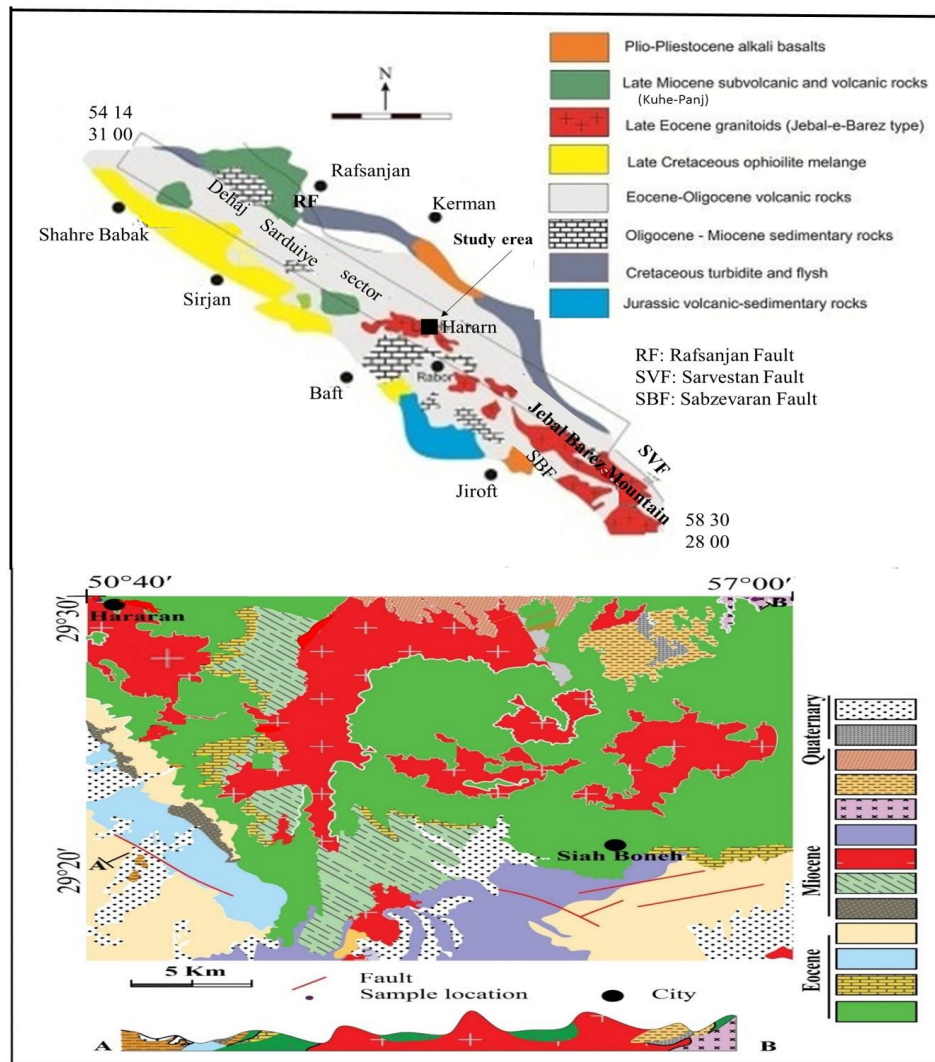 Plio-Pliestocene alkali basalts
Late Miocene subvolcanic and volcanic rocks
(Kuhe-Panj)
Late Eocene granitoids (Jebal-e-Barez type)
Late Cretaceous ophioilite melange
Eocene-Oligocene volcanic rocks
Oligocene - Miocene sedimentary rocks
Cretaceous turbidite and flysh
Jurassic volcanic-sedimentary rocks
RF: Rafsanjan Fault
SVF: Sarvestan Fault
SBF: Sabzevaran Fault
N
54 14
31 00
Rafsanjan
RF
Kerman
Dehaj Sarduiye sector
Study erea
Shahre Babak
Sirjan
Hararn
Baft
Rabor
Jebal Barez Mountain
SVF
SBF
Jiroft
58 30
28 00
50°40′
57°00′
29°30′
Hararan
B
29°20′
A
Siah Boneh
Quaternary
Miocene
Eocene
5 Km
Fault
Sample location
City
A
B